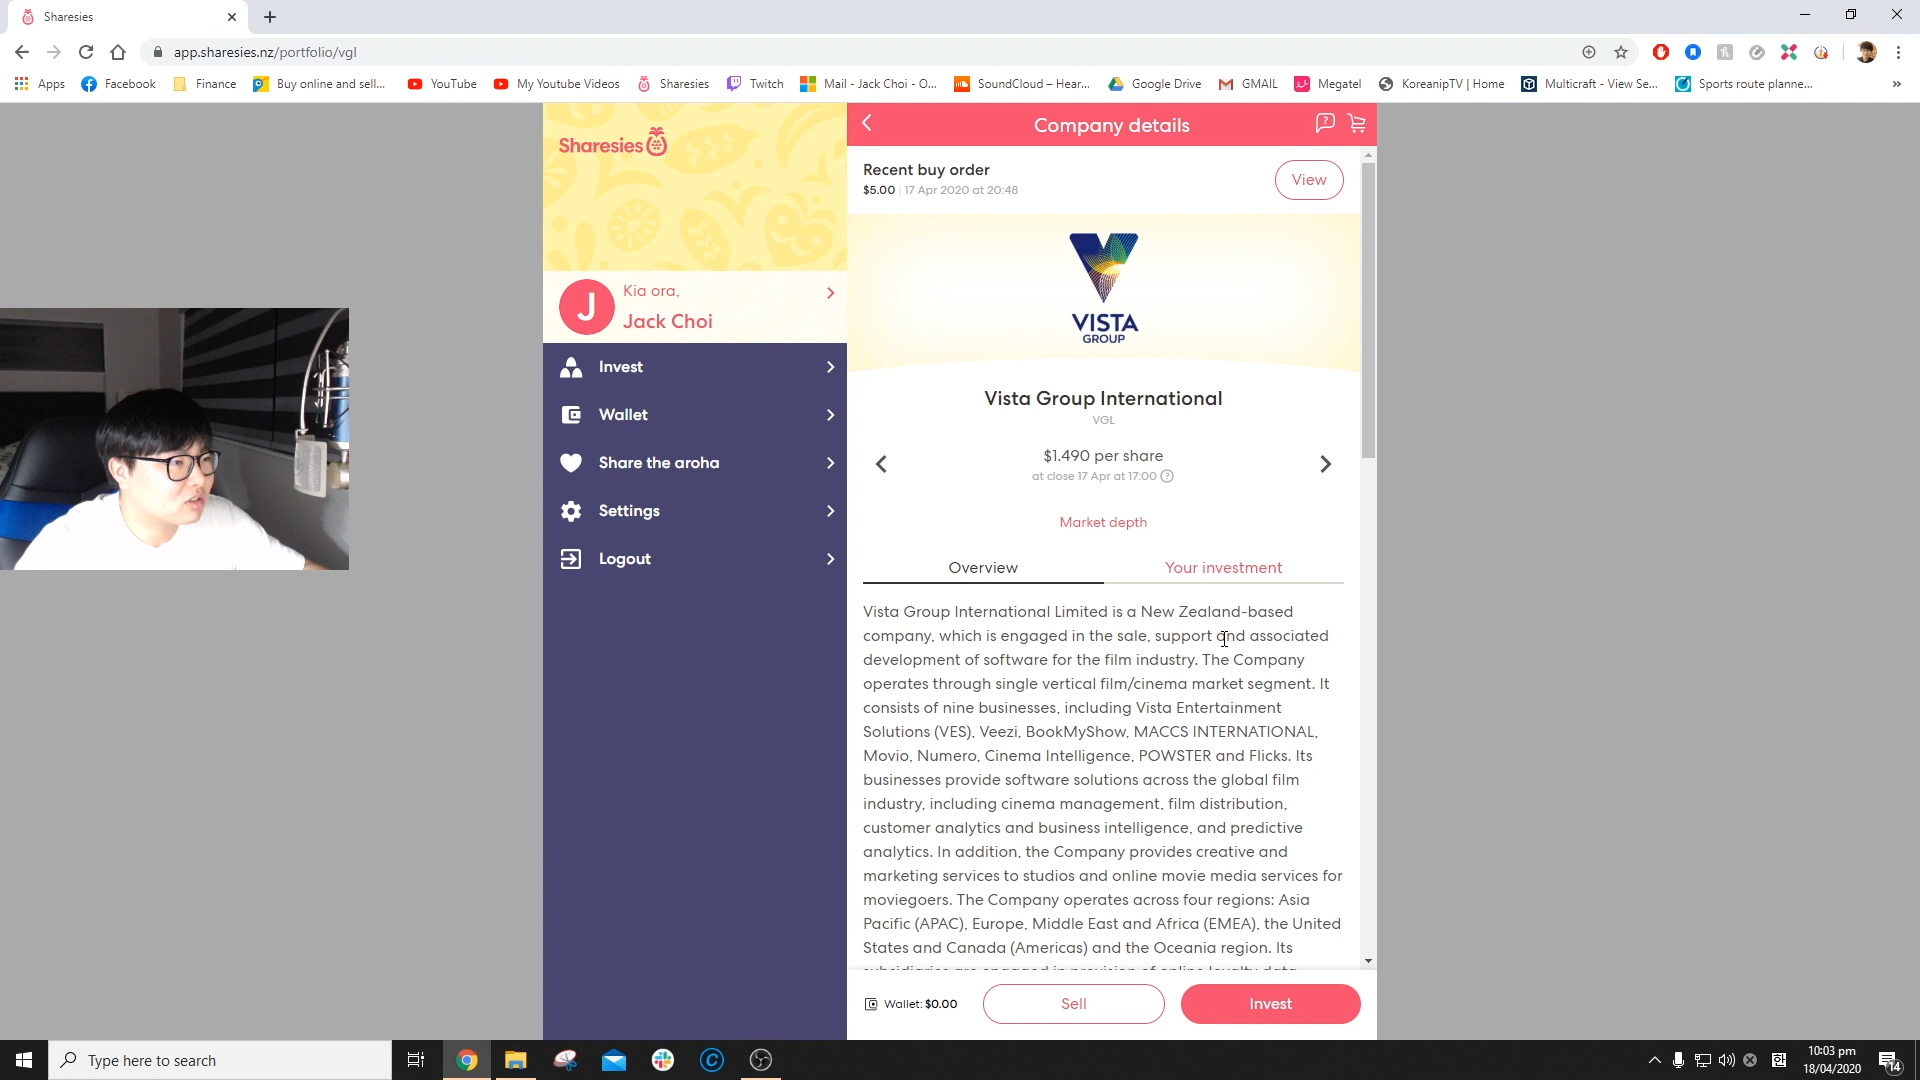 Sharesies
app.sharesies.nz/portfolio/vgl
Apps
Facebook
Finance
Buy online and sell...
YouTube
My Youtube Videos
Sharesies
Twitch
Mail - Jack Choi - O...
SoundCloud – Hear...
Google Drive
GMAIL
Megatel
KoreanipTV | Home
Multicraft - View Se...
Sports route planne...
»
Sharesies
J
Kia ora,
Jack Choi
Invest
Wallet
Share the aroha
Settings
Logout
Company details
Recent buy order
$5.00 | 17 Apr 2020 at 20:48
View
VISTA
GROUP
Vista Group International
VGL
$1.490 per share
at close 17 Apr at 17:00 ?
Market depth
Overview
Your investment
Vista Group International Limited is a New Zealand-based
company, which is engaged in the sale, support and associated
development of software for the film industry. The Company
operates through single vertical film/cinema market segment. It
consists of nine businesses, including Vista Entertainment
Solutions (VES), Veezi, BookMyShow, MACCS INTERNATIONAL,
Movio, Numero, Cinema Intelligence, POWSTER and Flicks. Its
businesses provide software solutions across the global film
industry, including cinema management, film distribution,
customer analytics and business intelligence, and predictive
analytics. In addition, the Company provides creative and
marketing services to studios and online movie media services for
moviegoers. The Company operates across four regions: Asia
Pacific (APAC), Europe, Middle East and Africa (EMEA), the United
States and Canada (Americas) and the Oceania region. Its
Wallet: $0.00
Sell
Invest
Type here to search
10:03 pm
18/04/2020
14